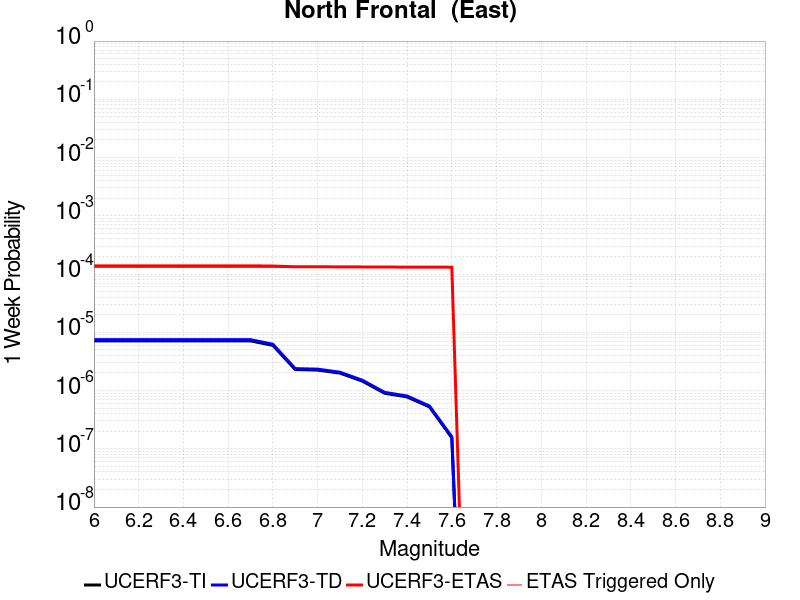 North Frontal  (East)
10^0
10^-1
10^-2
10^-3
10^-4
10^-5
10^-6
10^-7
10^-8
1 Week Probability
6 6.2 6.4 6.6 6.8 7 7.2 7.4 7.6 7.8 8 8.2 8.4 8.6 8.8 9
Magnitude
UCERF3-TI UCERF3-TD UCERF3-ETAS ETAS Triggered Only